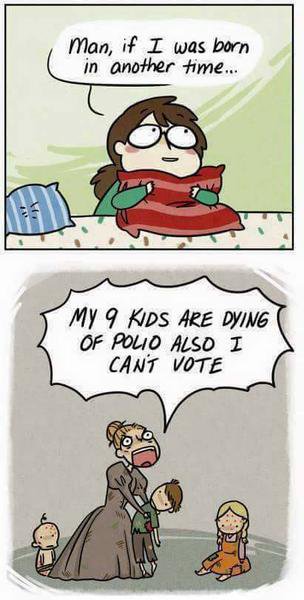 Man, if I was born
in another time...
MY 9 KIDS ARE DYING
OF POLIO ALSO I
CAN'T VOTE